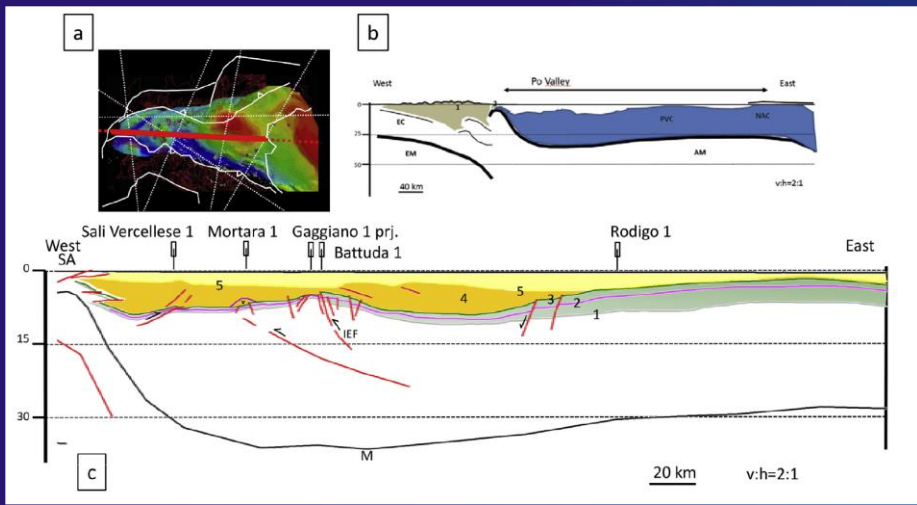 a
b
Po Valley
West
East
0
25
50
EC
EM
1
2
PVC
NAC
AM
40 km
v:h=2:1
Sali Vercellese 1
Mortara 1
Gaggiano 1 prj.
Battuda 1
Rodigo 1
West
East
SA
0
15
30
5
4
5
3
2
1
IEF
M
c
20 km
v:h=2:1